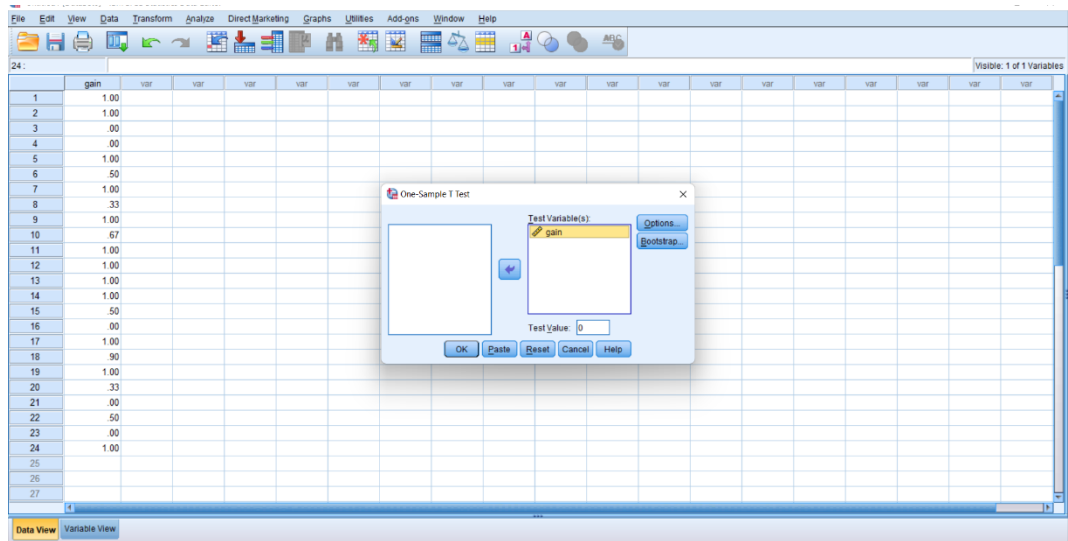 File Edit View Data Transform Analyze Direct Marketing Graphs Utilities Add-ons Window Help
24 :
Visible: 1 of 1 Variables
gain var var var var var var var var var var var var var var var var var
1 1.00
2 1.00
3 .00
4 .00
5 1.00
6 .50
7 1.00
8 .33
9 1.00
10 .67
11 1.00
12 1.00
13 1.00
14 1.00
15 .50
16 .00
17 1.00
18 .90
19 1.00
20 .33
21 .00
22 .50
23 .00
24 1.00
25
26
27
One-Sample T Test
Test Variable(s):
gain
Options...
Bootstrap...
Test Value: 0
OK Paste Reset Cancel Help
Data View Variable View